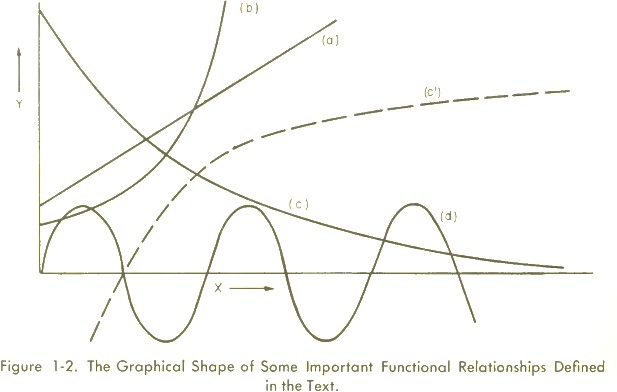 (b)
(a)
Y
(c')
(c)
(d)
X
Figure 1-2. The Graphical Shape of Some Important Functional Relationships Defined
in the Text.